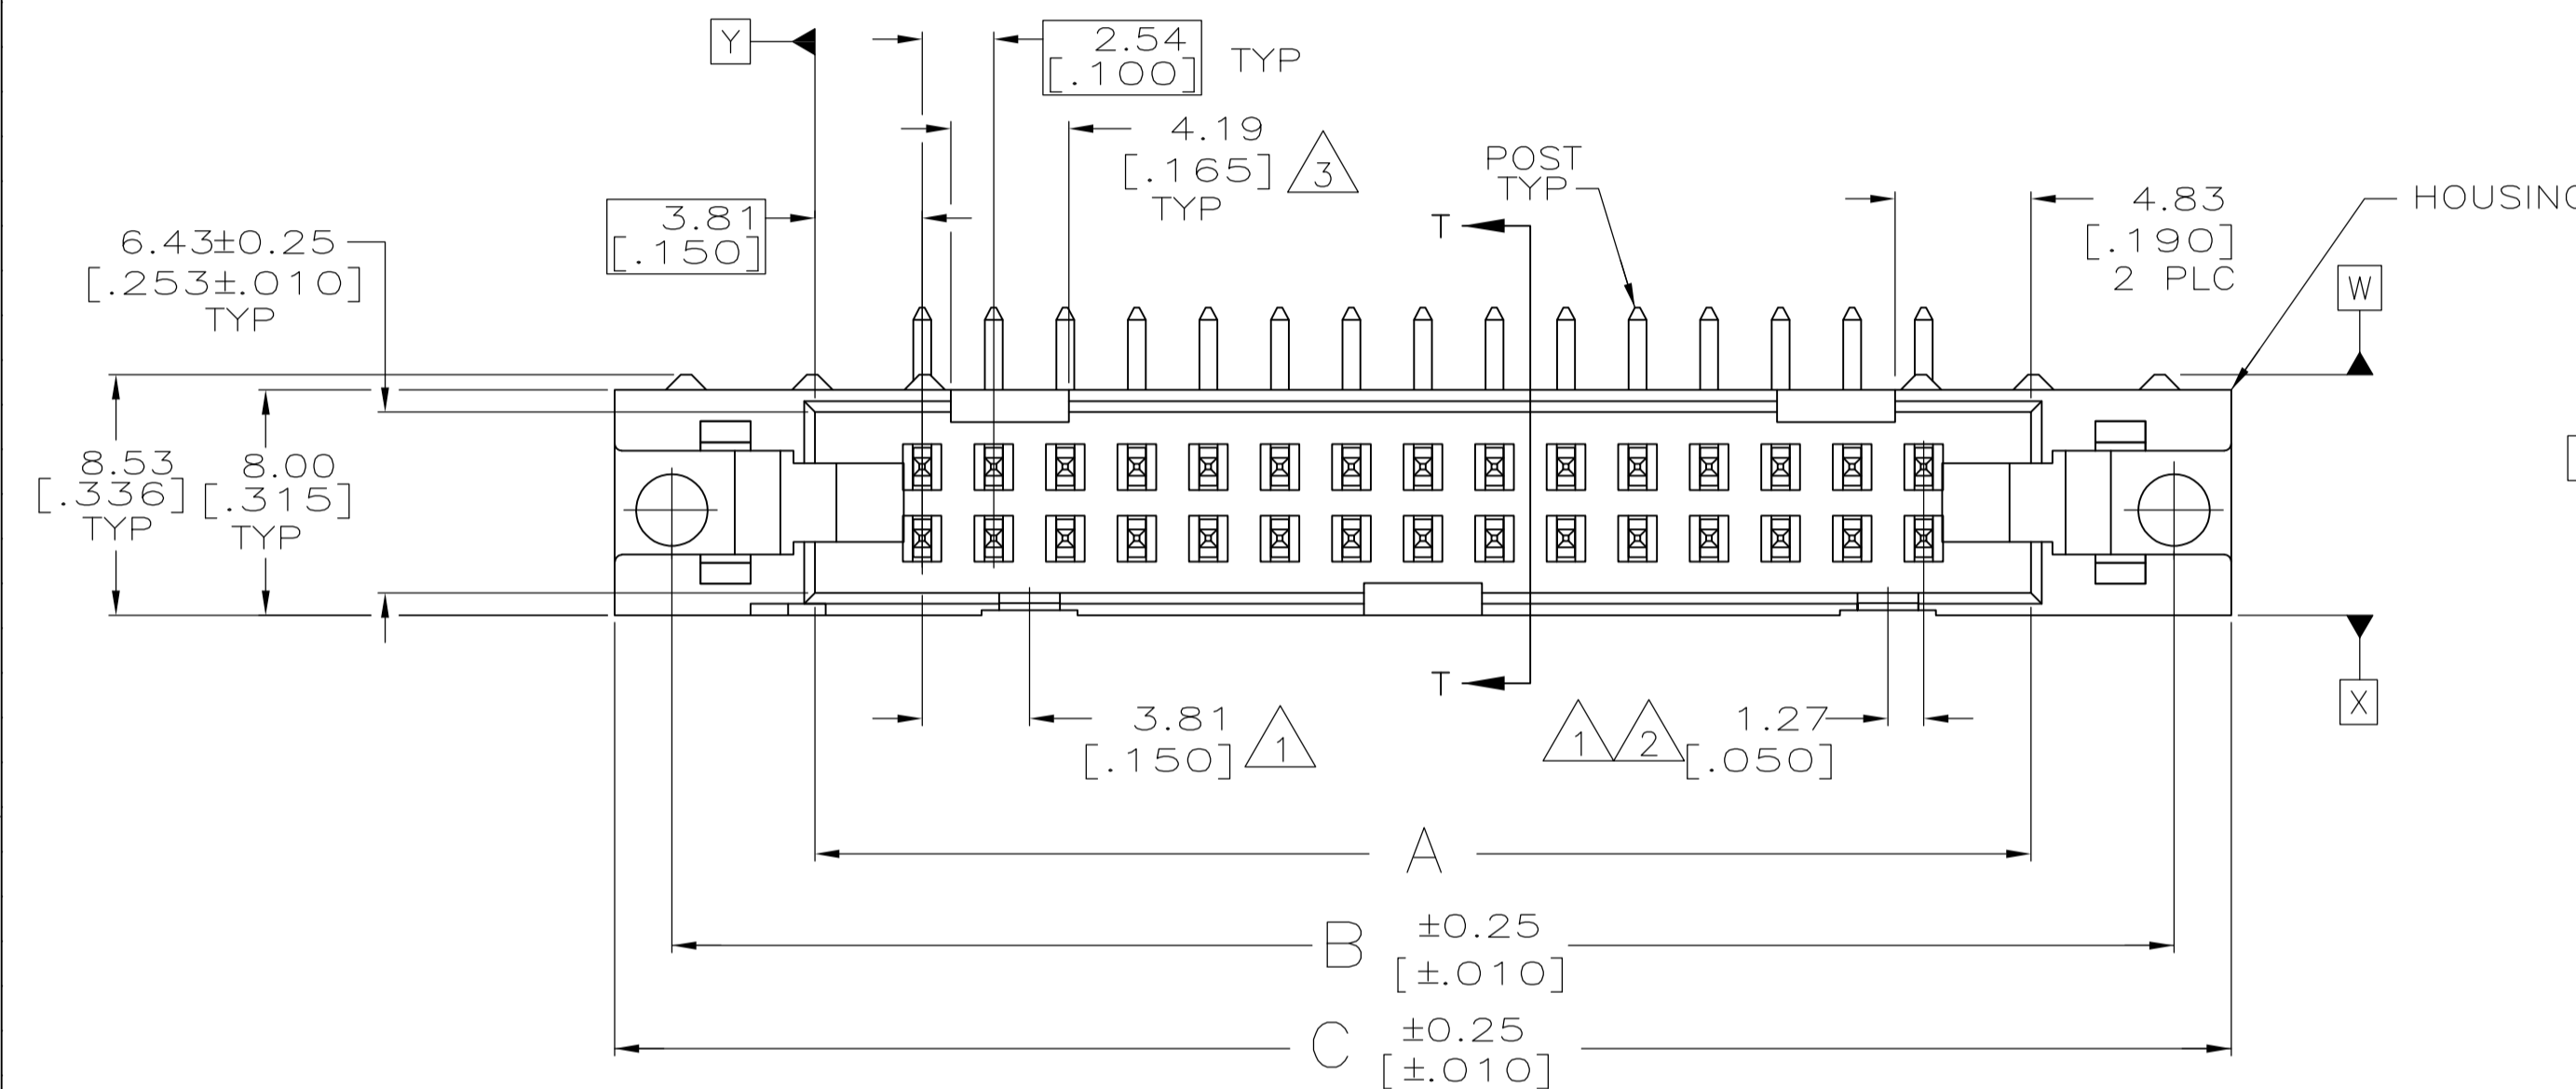 Y
2.54
[.100]
TYP
4.19
[.165]
TYP
3
3.81
[.150]
6.43±0.25
[.253±.010]
TYP
POST
TYP
T
4.83
[.190]
2 PLC
HOUSING
W
8.53
[.336]
TYP
8.00
[.315]
TYP
[
T
X
3.81
[.150]
1
1
2
1.27
[.050]
A
B
±0.25
[±.010]
C
±0.25
[±.010]